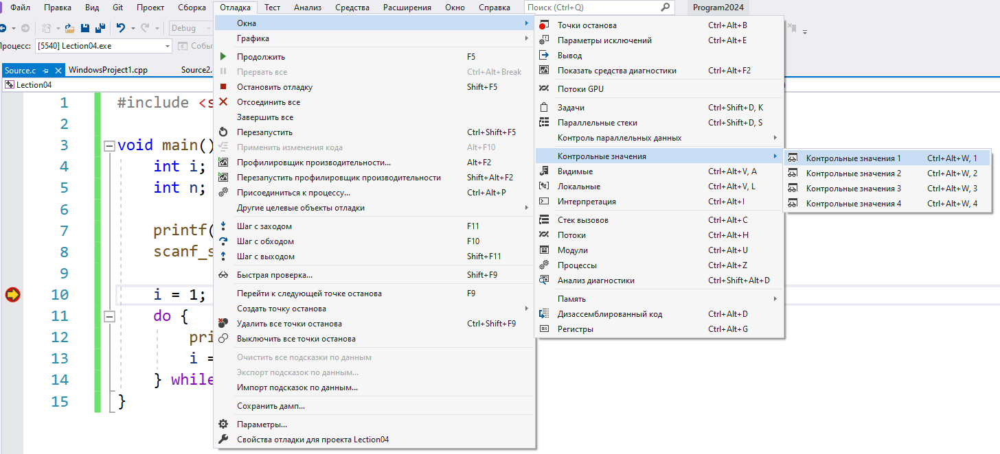 Файл Правка Вид Git Проект Сборка Отладка Тест Анализ Средства Расширения Окно Справка Поиск (Ctrl+Q) Program2024
Debug
[5540] Lection04.exe
Source.c WindowsProject1.cpp Source2.
Lection04
1 #include <s
2
3 void main()
4 int i;
5 int n;
6
7 printf(
8 scanf_s
9
10 i = 1;
11 do {
12 pri
13 i =
14 } while
15 }
Окна
Графика
Продолжить F5
Прервать все Ctrl+Alt+Break
Остановить отладку Shift+F5
Отсоединить все
Завершить все
Перезапустить Ctrl+Shift+F5
Применить изменения кода Alt+F10
Профилировщик производительности... Alt+F2
Перезапустить профилировщик производительности Shift+Alt+F2
Присоединиться к процессу... Ctrl+Alt+P
Другие целевые объекты отладки
Шаг с заходом F11
Шаг с обходом F10
Шаг с выходом Shift+F11
Быстрая проверка... Shift+F9
Перейти к следующей точке останова F9
Создать точку останова
Удалить все точки останова Ctrl+Shift+F9
Выключить все точки останова
Очистить все подсказки по данным
Экспорт подсказок по данным...
Импорт подсказок по данным...
Сохранить дамп...
Параметры...
Свойства отладки для проекта Lection04
Точки останова Ctrl+Alt+B
Параметры исключений Ctrl+Alt+E
Вывод
Показать средства диагностики Ctrl+Alt+F2
Потоки GPU
Задачи Ctrl+Shift+D, K
Параллельные стеки Ctrl+Shift+D, S
Контроль параллельных данных
Контрольные значения
Видимые Ctrl+Alt+V, A
Локальные Ctrl+Alt+V, L
Интерпретация Ctrl+Alt+I
Стек вызовов Ctrl+Alt+C
Потоки Ctrl+Alt+H
Модули Ctrl+Alt+U
Процессы Ctrl+Alt+Z
Анализ диагностики Ctrl+Shift+Alt+D
Память
Дизассемблированный код Ctrl+Alt+D
Регистры Ctrl+Alt+G
Контрольные значения 1 Ctrl+Alt+W, 1
Контрольные значения 2 Ctrl+Alt+W, 2
Контрольные значения 3 Ctrl+Alt+W, 3
Контрольные значения 4 Ctrl+Alt+W, 4